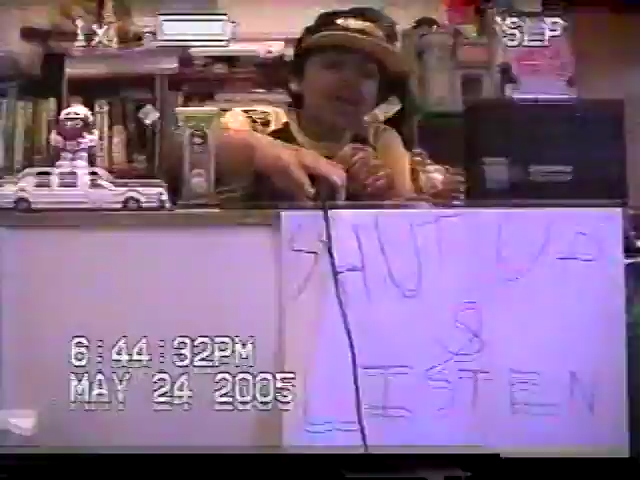 1x SLP
SHUT UP
&
LISTEN
6:44:32PM
MAY 24 2005